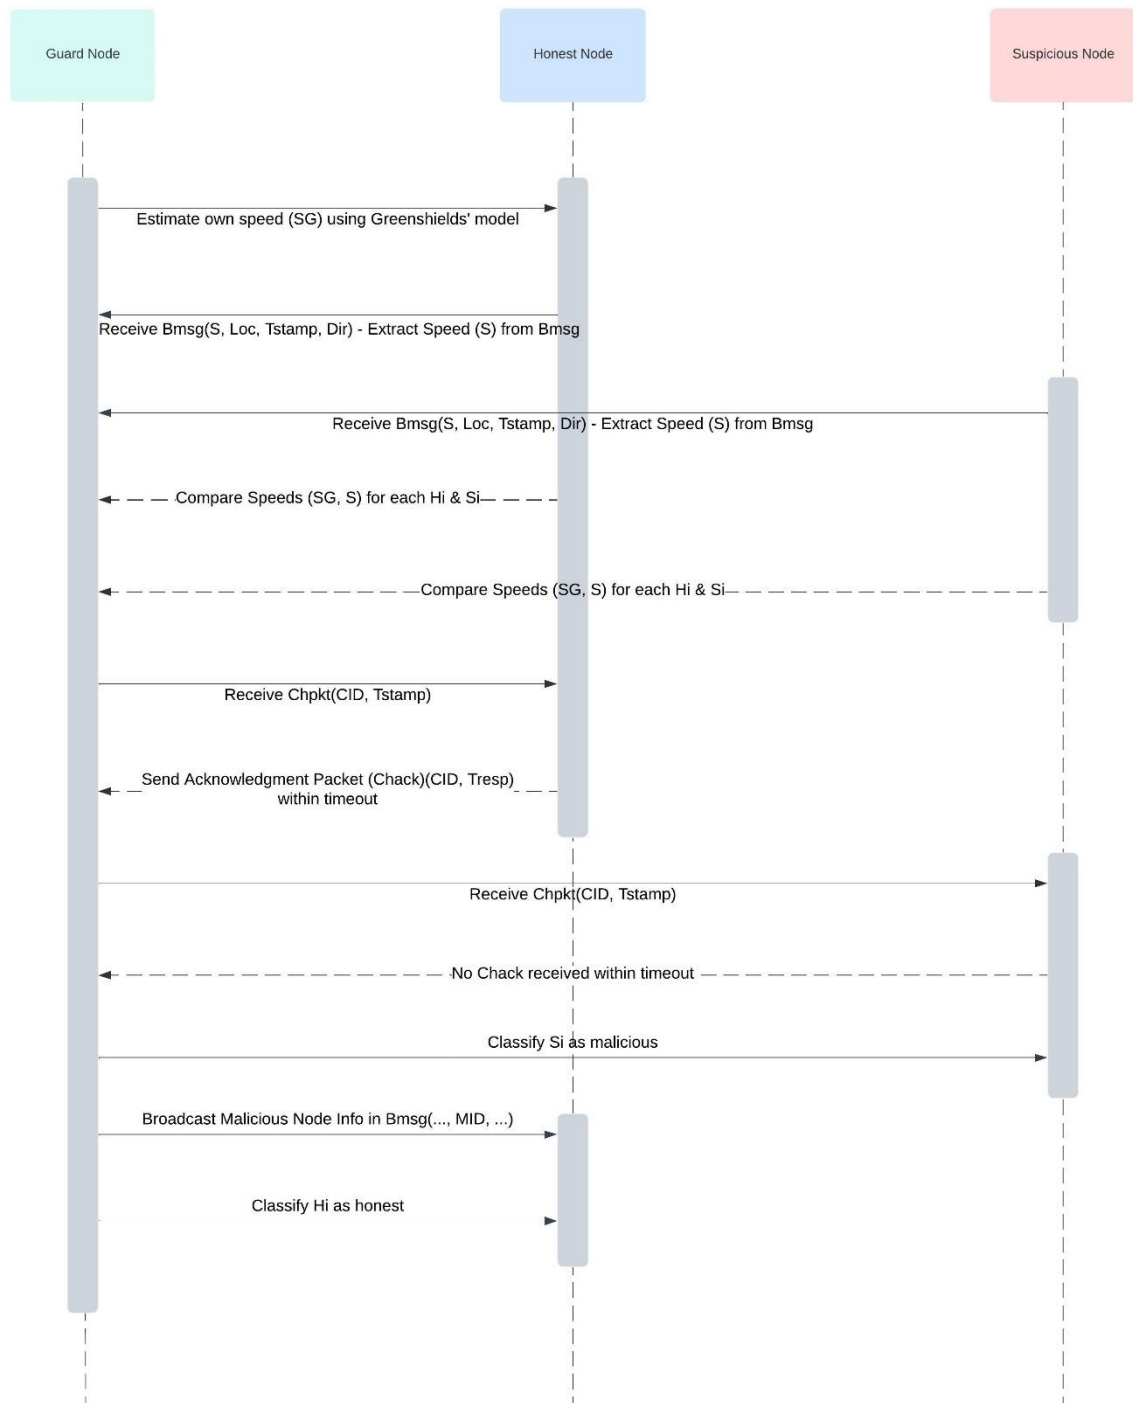 Guard Node
Honest Node
Suspicious Node
Estimate own speed (SG) using Greenshields' model
Receive Bmsg(S, Loc, Tstamp, Dir) - Extract Speed (S) from Bmsg
Receive Bmsg(S, Loc, Tstamp, Dir) - Extract Speed (S) from Bmsg
Compare Speeds (SG, S) for each Hi & Si
Compare Speeds (SG, S) for each Hi & Si
Receive Chpkt(CID, Tstamp)
Send Acknowledgment Packet (Chack)(CID, Tresp)
within timeout
Receive Chpkt(CID, Tstamp)
No Chack received within timeout
Classify Si as malicious
Broadcast Malicious Node Info in Bmsg(..., MID, ...)
Classify Hi as honest